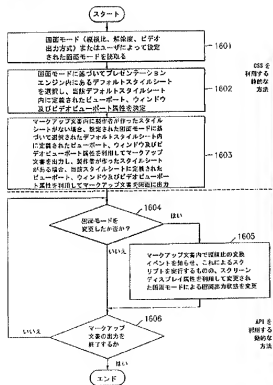 スタート
画面モード(縦横比、解像度、ビデオ
出力方式)またはユーザによって設定
された画面モードを読取る
1601
画面モードに基づいてプレゼンテーション
エンジン内にあるデフォルトスタイルシート
を選択し、当該デフォルトスタイルシート
内に定義されたビューポート、ウィンドウ
及びビデオビューポート属性を決定
1602
CSSを
利用する
静的な
方法
マークアップ文書内に製作者が作ったスタイル
シートがない場合、設定された画面モードに基
づいて選択されたデフォルトスタイルシート内
に定義されたビューポート、ウィンドウ及びビ
デオビューポート属性を利用してマークアップ
文書を出力し、製作者が作ったスタイルシート
がある場合、当該スタイルシートに定義された
ビューポート、ウィンドウ及びビデオビューポー
ト属性を利用してマークアップ文書を画面に出力
1603
1604
画面モードを
変更したか否か?
はい
いいえ
1605
マークアップ文書内で縦横比の変数
イベントを知らせ、これによるスク
リプトを実行するものの、スクリーン
ディスプレイ属性を利用して変更され
た画面モードによる画面出力状態を変更
1606
マークアップ
文書の出力を
終了するか
いいえ
はい
APIを
利用する
動的な
方法
エンド